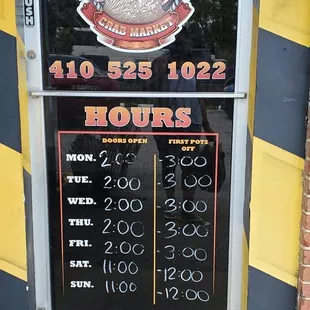 PUSH
CRAB MARKET
410 525 1022
HOURS
DOORS OPEN FIRST POTS OFF
MON. 2:00 -3:00
TUE. 2:00 -3:00
WED. 2:00 -3:00
THU. 2:00 -3:00
FRI. 2:00 -3:00
SAT. 11:00 -12:00
SUN. 11:00 -12:00